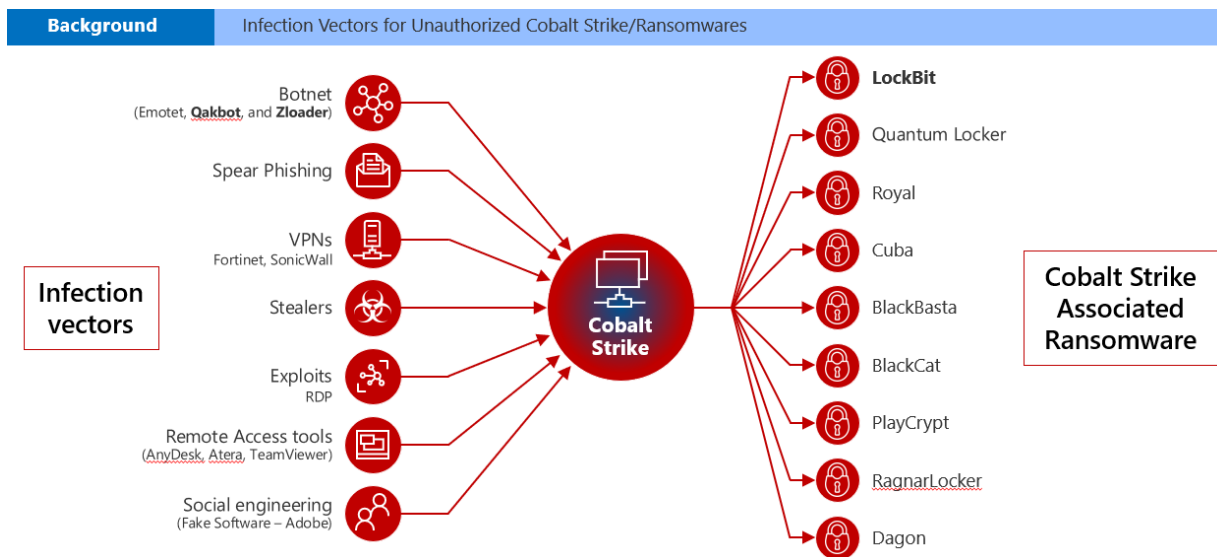 Background
Infection Vectors for Unauthorized Cobalt Strike/Ransomwares
Infection
vectors
Botnet
(Emotet, Qakbot, and Zloader)
Spear Phishing
VPNs
Fortinet, SonicWall
Stealers
Exploits
RDP
Remote Access tools
(AnyDesk, Atera, TeamViewer)
Social engineering
(Fake Software – Adobe)
Cobalt
Strike
LockBit
Quantum Locker
Royal
Cuba
BlackBasta
BlackCat
PlayCrypt
RagnarLocker
Dagon
Cobalt Strike
Associated
Ransomware